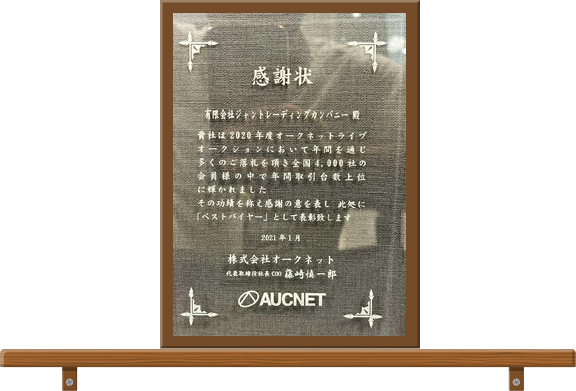 感謝状
有限会社ジャントレーディングカンパニー 殿
貴社は2020年度オークネットライブ
オークションにおいて年間を通じ
多くのご落札を頂き全国4,000社の
会員様の中で年間取引台数上位
に輝かれました
その功績を称え感謝の意を表し 此処に
「ベストバイヤー」として表彰致します
2021年1月
株式会社オークネット
代表取締役社長COO 藤崎慎一郎
AUCNET